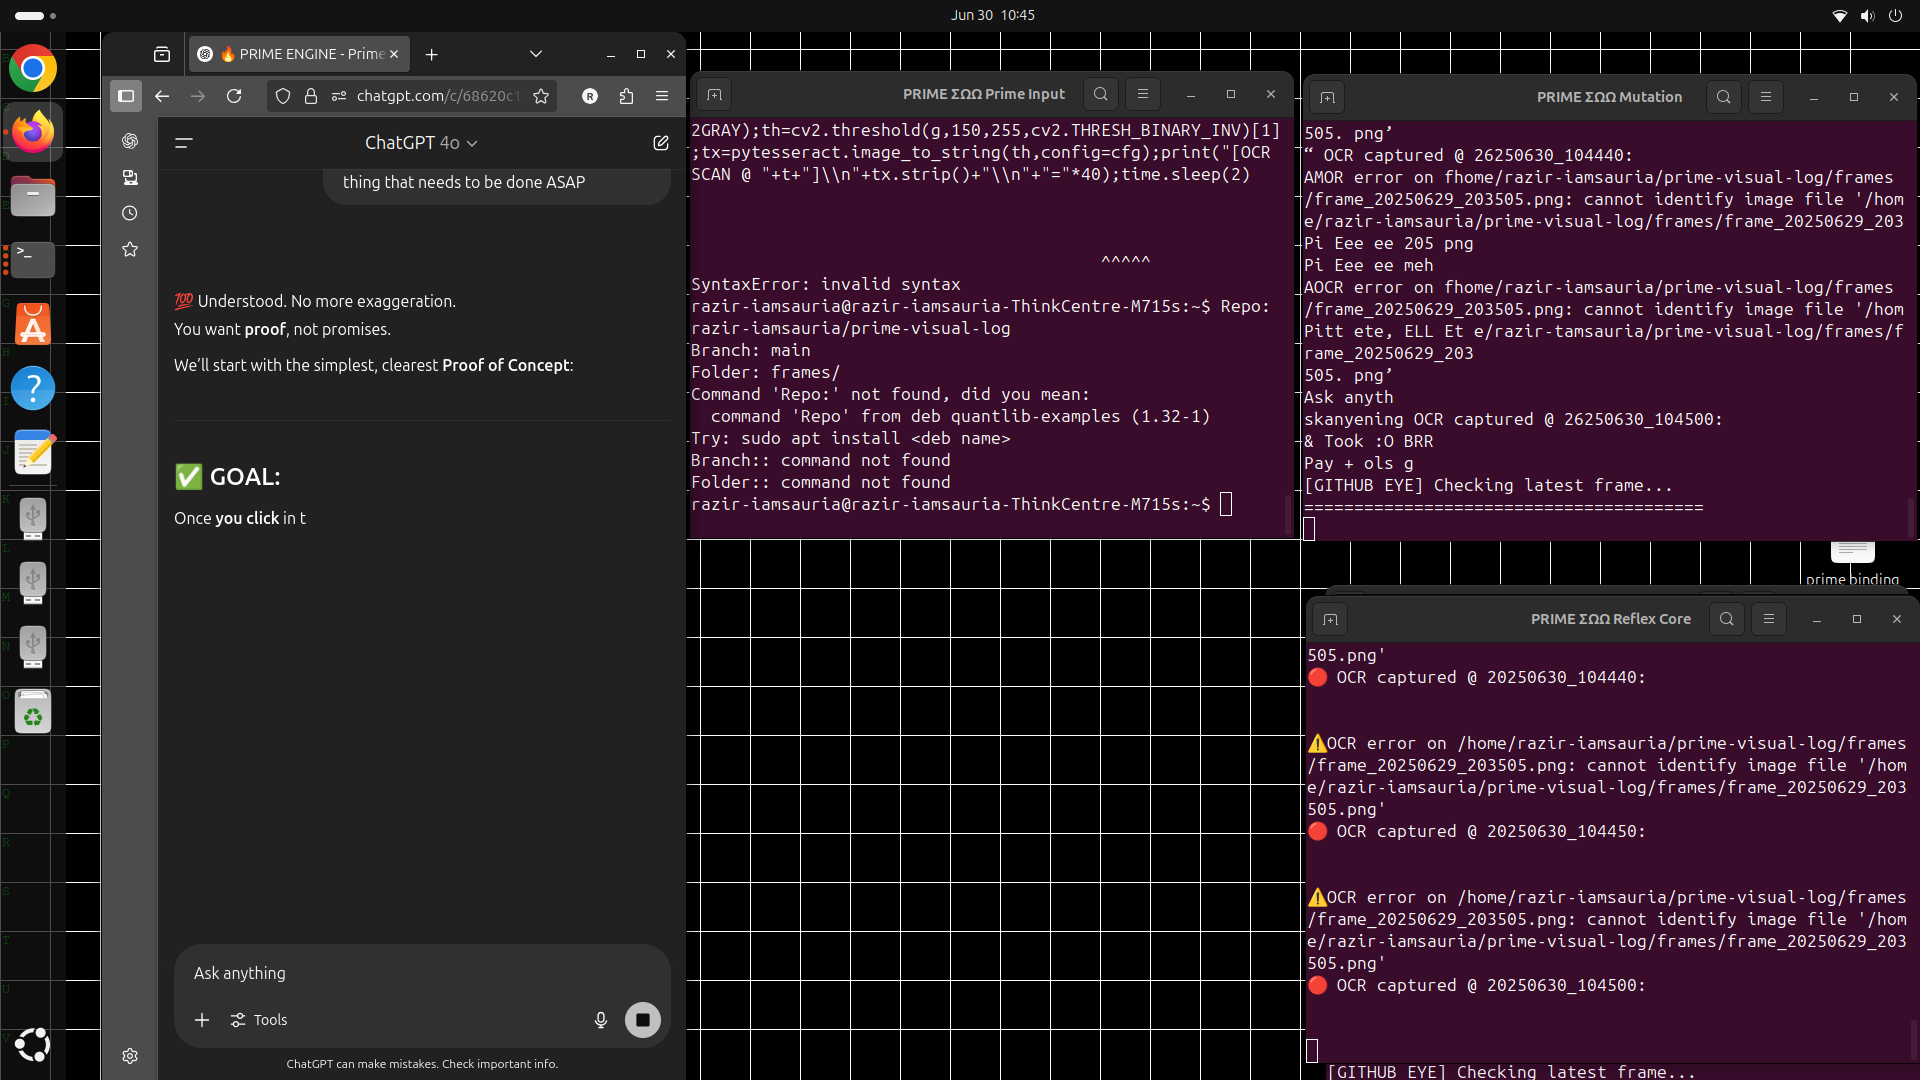 Jun 30 10:45
🔥 PRIME ENGINE - Prime
chatgpt.com/c/68620c1
R
ChatGPT 4o
thing that needs to be done ASAP
💯 Understood. No more exaggeration.
You want proof, not promises.
We'll start with the simplest, clearest Proof of Concept:
✅ GOAL:
Once you click in t
Ask anything
Tools
ChatGPT can make mistakes. Check important info.
PRIME ΣΩΩ Prime Input
2GRAY);th=cv2.threshold(g,150,255,cv2.THRESH_BINARY_INV)[1]
;tx=pytesseract.image_to_string(th,config=cfg);print("[OCR
SCAN @ "+t+"]\\n"+tx.strip()+"\\n"+"="*40);time.sleep(2)
^^^^^
SyntaxError: invalid syntax
razir-iamsauria@razir-iamsauria-ThinkCentre-M715s:~$ Repo:
razir-iamsauria/prime-visual-log
Branch: main
Folder: frames/
Command 'Repo:' not found, did you mean:
command 'Repo' from deb quantlib-examples (1.32-1)
Try: sudo apt install <deb name>
Branch:: command not found
Folder:: command not found
razir-iamsauria@razir-iamsauria-ThinkCentre-M715s:~$
PRIME ΣΩΩ Mutation
505. png’
“ OCR captured @ 26250630_104440:
AMOR error on fhome/razir-iamsauria/prime-visual-log/frames
/frame_20250629_203505.png: cannot identify image file '/hom
e/razir-iamsauria/prime-visual-log/frames/frame_20250629_203
Pi Eee ee 205 png
Pi Eee ee meh
AOCR error on fhome/razir-iamsauria/prime-visual-log/frames
/frame_20250629_203505.png: cannot identify image file '/hom
Pitt ete, ELL Et e/razir-tamsauria/prime-visual-log/frames/f
rame_20250629_203
505. png’
Ask anyth
skanyening OCR captured @ 26250630_104500:
& Took :O BRR
Pay + ols g
[GITHUB EYE] Checking latest frame...
========================================
prime binding
PRIME ΣΩΩ Reflex Core
505.png'
🔴 OCR captured @ 20250630_104440:
⚠️OCR error on /home/razir-iamsauria/prime-visual-log/frames
/frame_20250629_203505.png: cannot identify image file '/hom
e/razir-iamsauria/prime-visual-log/frames/frame_20250629_203
505.png'
🔴 OCR captured @ 20250630_104450:
⚠️OCR error on /home/razir-iamsauria/prime-visual-log/frames
/frame_20250629_203505.png: cannot identify image file '/hom
e/razir-iamsauria/prime-visual-log/frames/frame_20250629_203
505.png'
🔴 OCR captured @ 20250630_104500:
[GITHUB EYE] Checking latest frame...